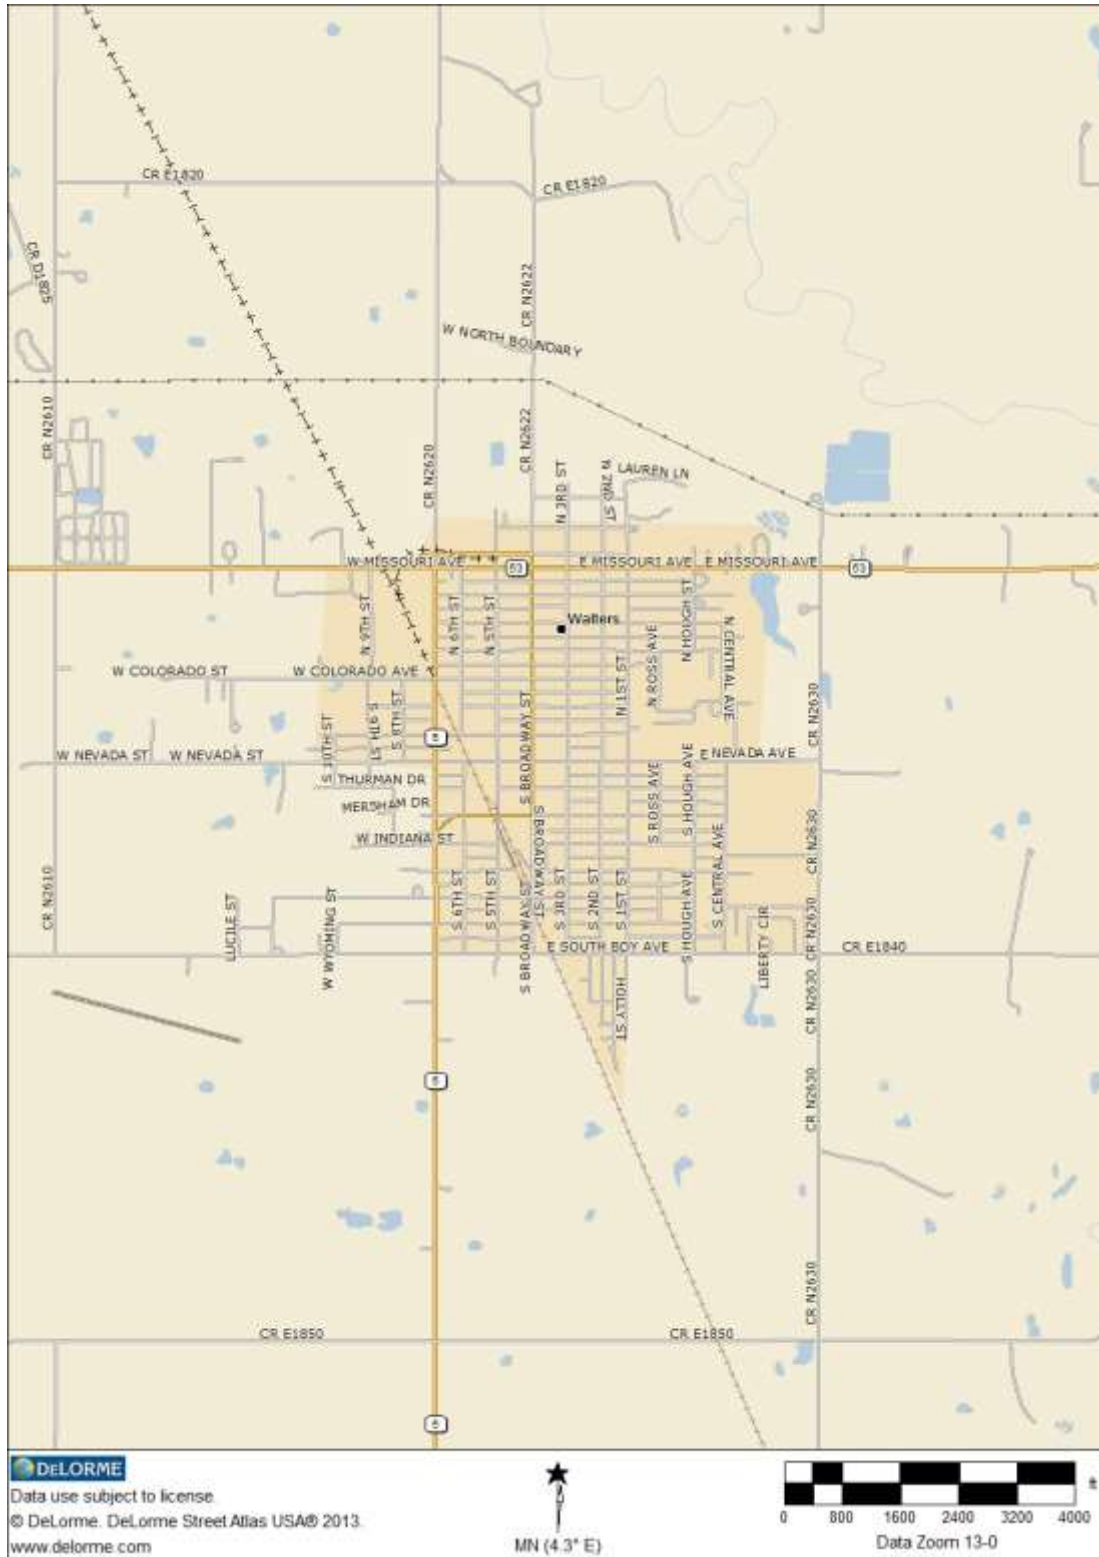 CR E1820
CR E1820
CR D1825
CR N2622
W NORTH BOUNDARY
CR N2610
CR N2620
CR N2622
N 3RD ST
N 2ND ST
LAUREN LN
W MISSOURI AVE
53
E MISSOURI AVE
E MISSOURI AVE
53
N 9TH ST
N 6TH ST
N 5TH ST
Walters
N HOUGH ST
N ROSS AVE
N CENTRAL AVE
W COLORADO ST
W COLORADO AVE
N 1ST ST
CR N2630
S 9TH ST
S 8TH ST
S BROADWAY ST
5
S 10TH ST
W NEVADA ST
W NEVADA ST
E NEVADA AVE
THURMAN DR
MERSHAM DR
W INDIANA ST
S BROADWAY ST
S ROSS AVE
S HOUGH AVE
CR N2630
CR N2610
LUCILE ST
W WYOMING ST
S 6TH ST
S 5TH ST
S BROADWAY ST
S 3RD ST
S 2ND ST
S 1ST ST
S HOUGH AVE
S CENTRAL AVE
LIBERTY CIR
CR N2630
E SOUTH BOY AVE
CR E1840
HOLLY ST
CR N2630
5
CR N2630
CR N2630
CR E1850
CR E1850
5
DELORME
Data use subject to license.
© DeLorme. DeLorme Street Atlas USA® 2013.
www.delorme.com
MN (4.3° E)
ft
0 800 1600 2400 3200 4000
Data Zoom 13-0